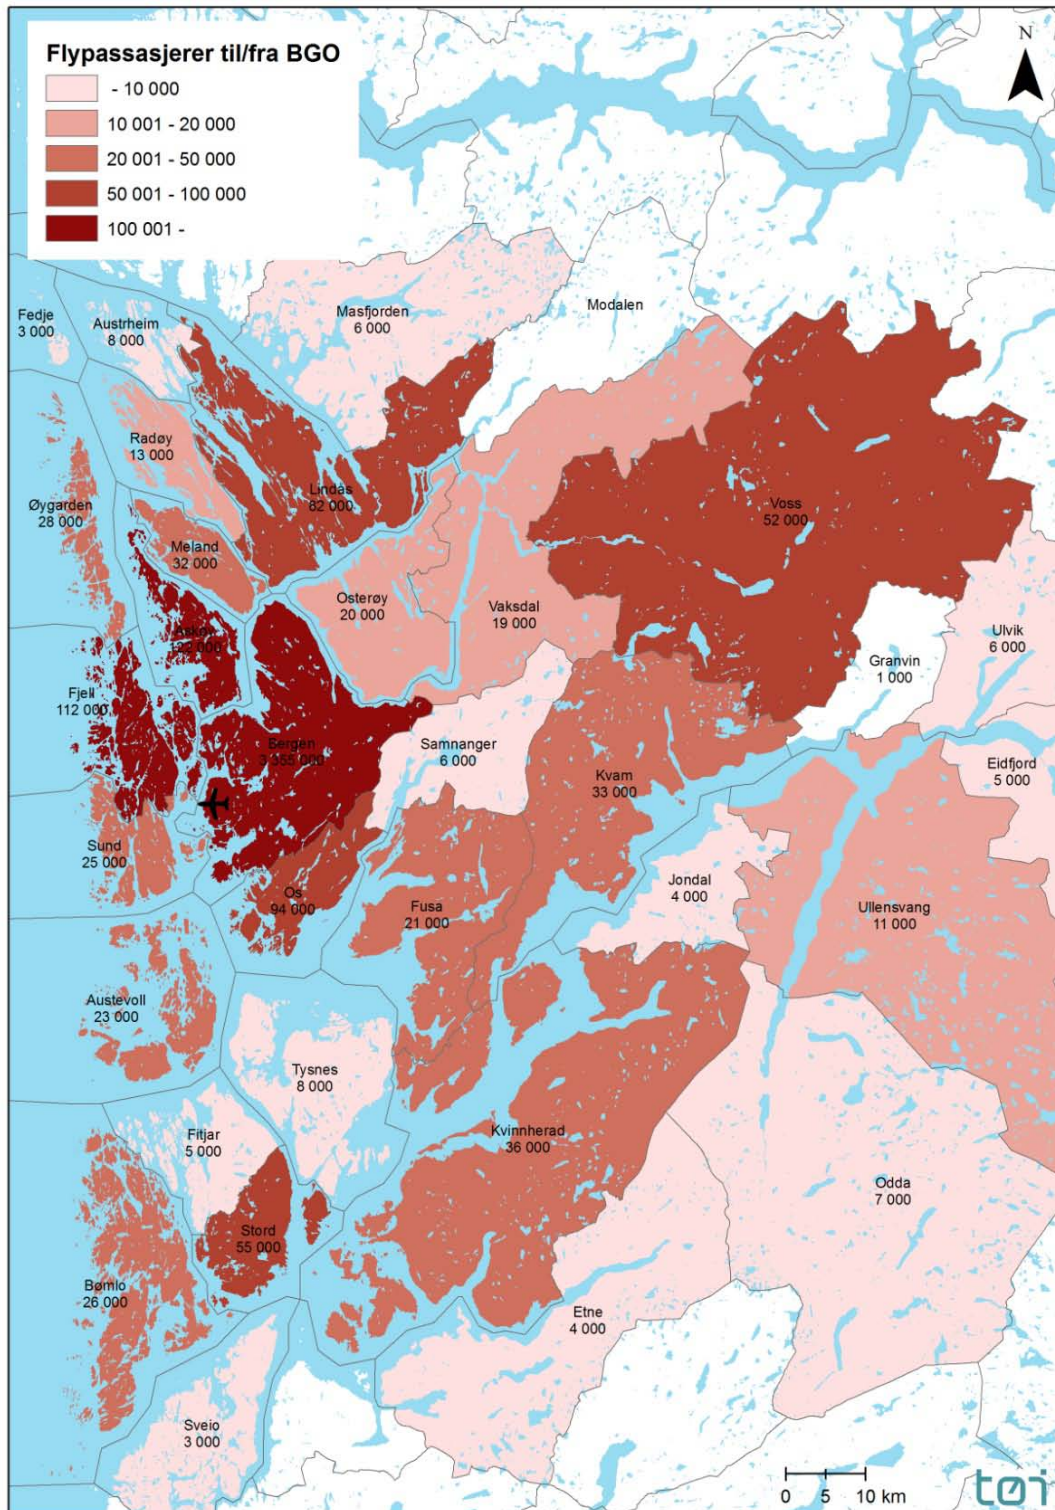 Flypassasjerer til/fra BGO
- 10 000
10 001 - 20 000
20 001 - 50 000
50 001 - 100 000
100 001 -
N
Fedje
3 000
Austrheim
8 000
Masfjorden
6 000
Modalen
Radøy
13 000
Lindås
82 000
Øygarden
28 000
Meland
32 000
Voss
52 000
Osterøy
20 000
Vaksdal
19 000
Askøy
122 000
Ulvik
6 000
Granvin
1 000
Fjell
112 000
Bergen
3 355 000
Samnanger
6 000
Kvam
33 000
Eidfjord
5 000
Sund
25 000
Os
94 000
Fusa
21 000
Jondal
4 000
Ullensvang
11 000
Austevoll
23 000
Tysnes
8 000
Fitjar
5 000
Kvinnherad
36 000
Odda
7 000
Stord
55 000
Bømlo
26 000
Etne
4 000
Sveio
3 000
0 5 10 km
tøi